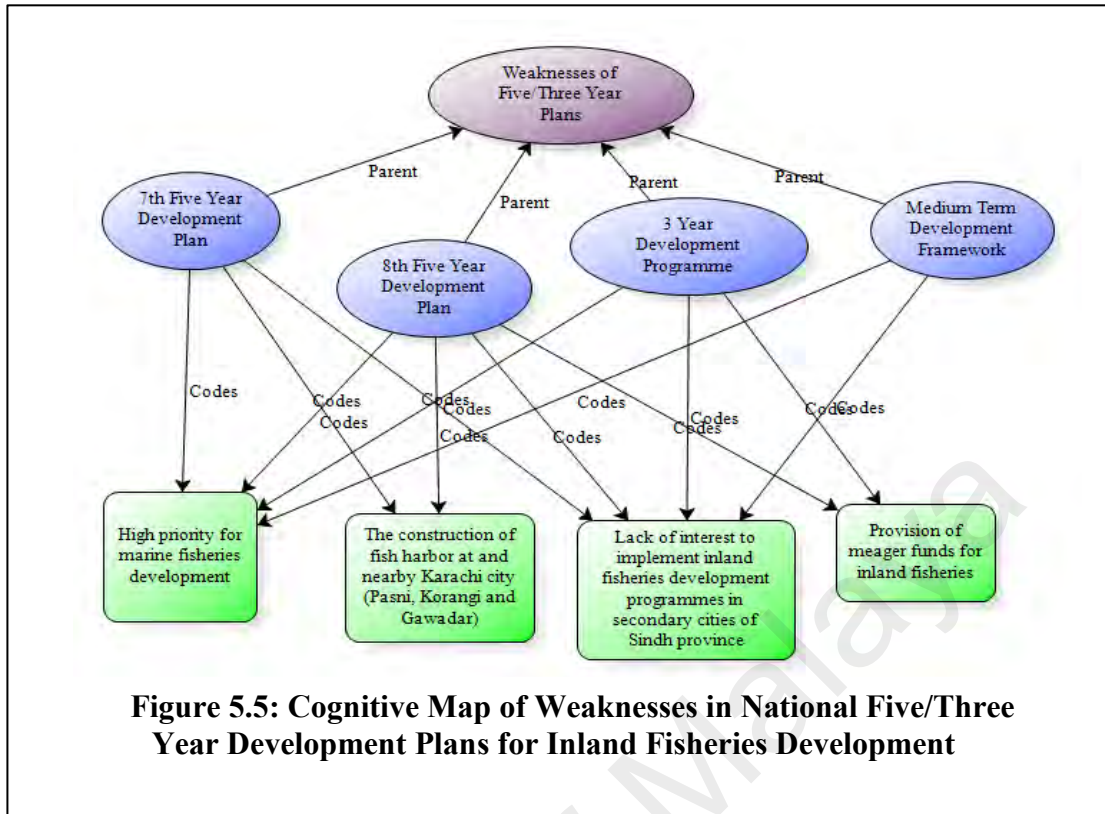 Weaknesses of
Five/Three Year
Plans
Parent
Parent
Parent
Parent
7th Five Year
Development
Plan
8th Five Year
Development
Plan
3 Year
Development
Programme
Medium Term
Development
Framework
Codes
Codes
Codes
Codes
Codes
Codes
Codes
Codes
Codes
Codes
Codes
Codes
High priority for
marine fisheries
development
The construction of
fish harbor at and
nearby Karachi city
(Pasni, Korangi and
Gawadar)
Lack of interest to
implement inland
fisheries development
programmes in
secondary cities of
Sindh province
Provision of
meager funds for
inland fisheries
Malaya
Figure 5.5: Cognitive Map of Weaknesses in National Five/Three
Year Development Plans for Inland Fisheries Development